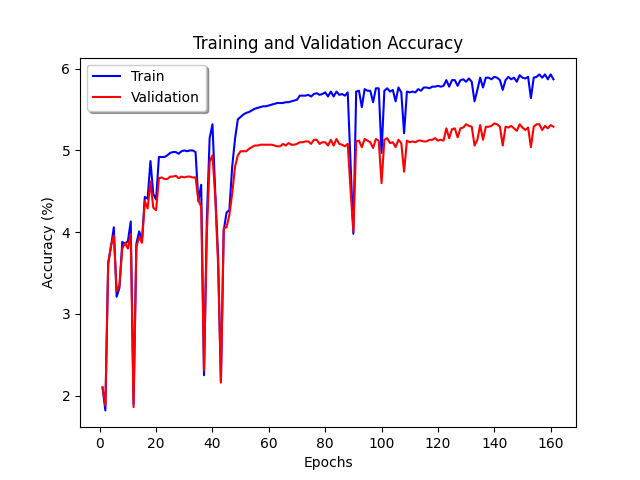 Training and Validation Accuracy
Train
Validation
Accuracy (%)
6
5
4
3
2
0 20 40 60 80 100 120 140 160
Epochs